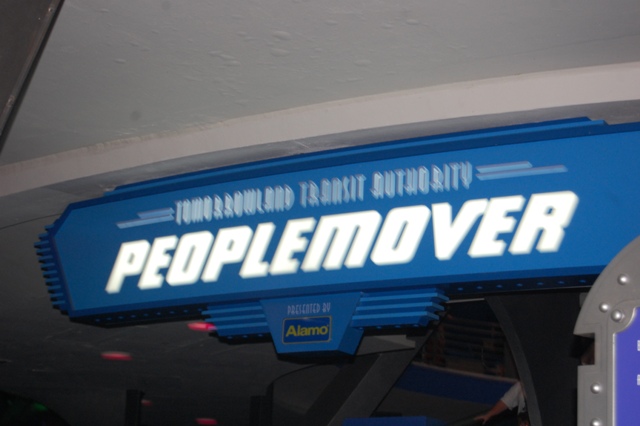 TOMORROWLAND TRANSIT AUTHORITY
PEOPLEMOVER
PRESENTED BY
Alamo